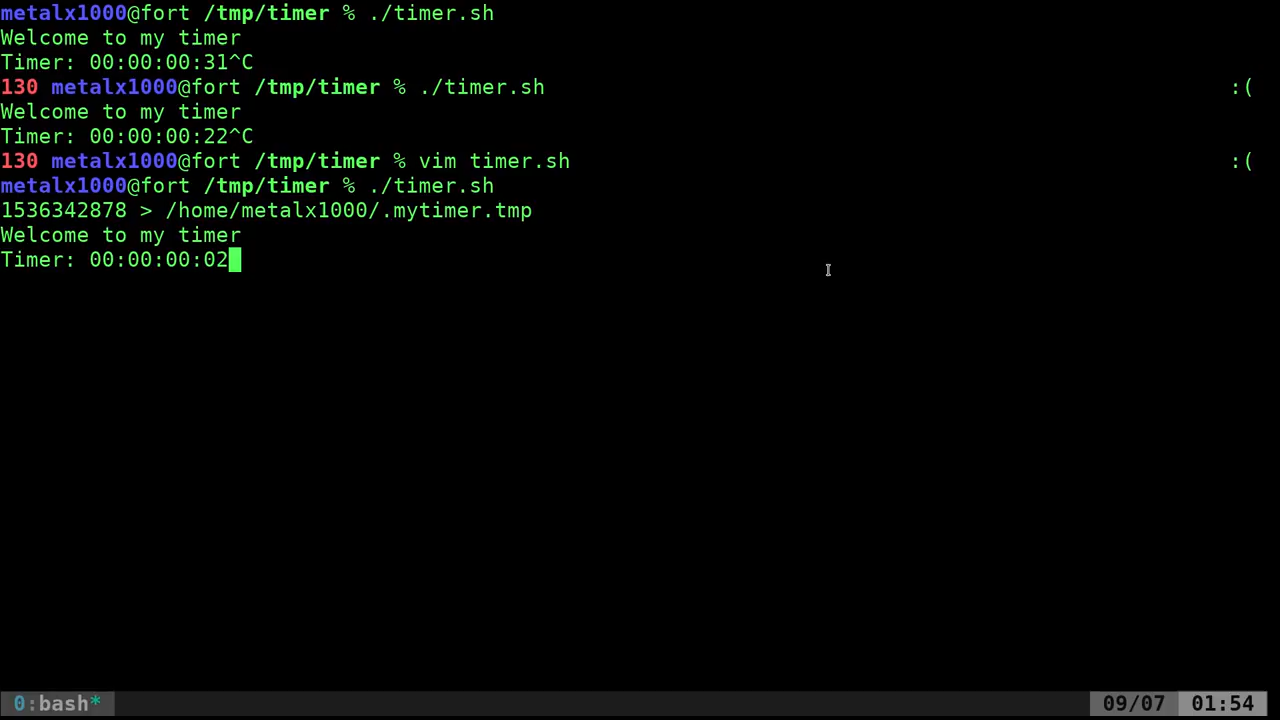 metalx1000@fort /tmp/timer % ./timer.sh
Welcome to my timer
Timer: 00:00:00:31^C
130 metalx1000@fort /tmp/timer % ./timer.sh :(
Welcome to my timer
Timer: 00:00:00:22^C
130 metalx1000@fort /tmp/timer % vim timer.sh :(
metalx1000@fort /tmp/timer % ./timer.sh
1536342878 > /home/metalx1000/.mytimer.tmp
Welcome to my timer
Timer: 00:00:00:02
0:bash* 09/07 01:54